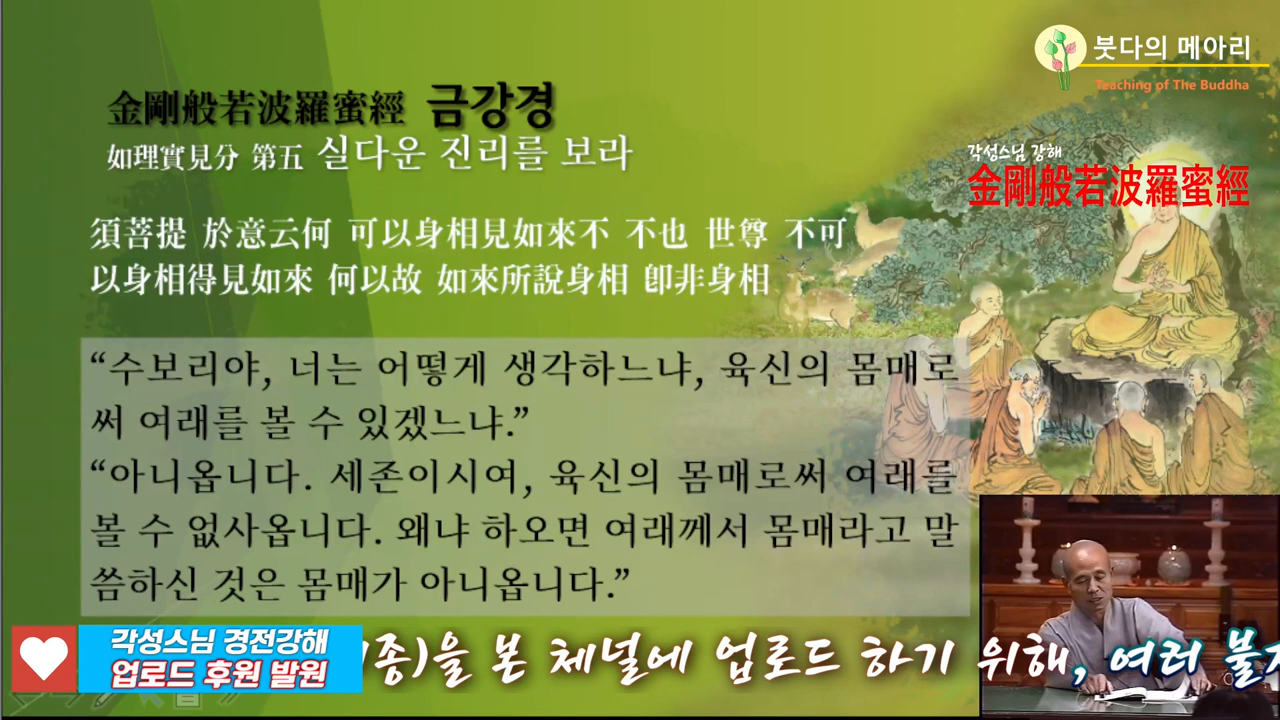 붓다의 메아리
Teaching of The Buddha
金剛般若波羅蜜經 금강경
如理實見分 第五 실다운 진리를 보라
각성스님 강해
金剛般若波羅蜜經
須菩提 於意云何 可以身相見如來不 不也 世尊 不可
以身相得見如來 何以故 如來所說身相 卽非身相
“수보리야, 너는 어떻게 생각하느냐, 육신의 몸매로
써 여래를 볼 수 있겠느냐.”
“아니옵니다. 세존이시여, 육신의 몸매로써 여래를
볼 수 없사옵니다. 왜냐 하오면 여래께서 몸매라고 말
씀하신 것은 몸매가 아니옵니다.”
각성스님 경전강해
업로드 후원 발원
종)을 본 체널에 업로드 하기 위해, 여러